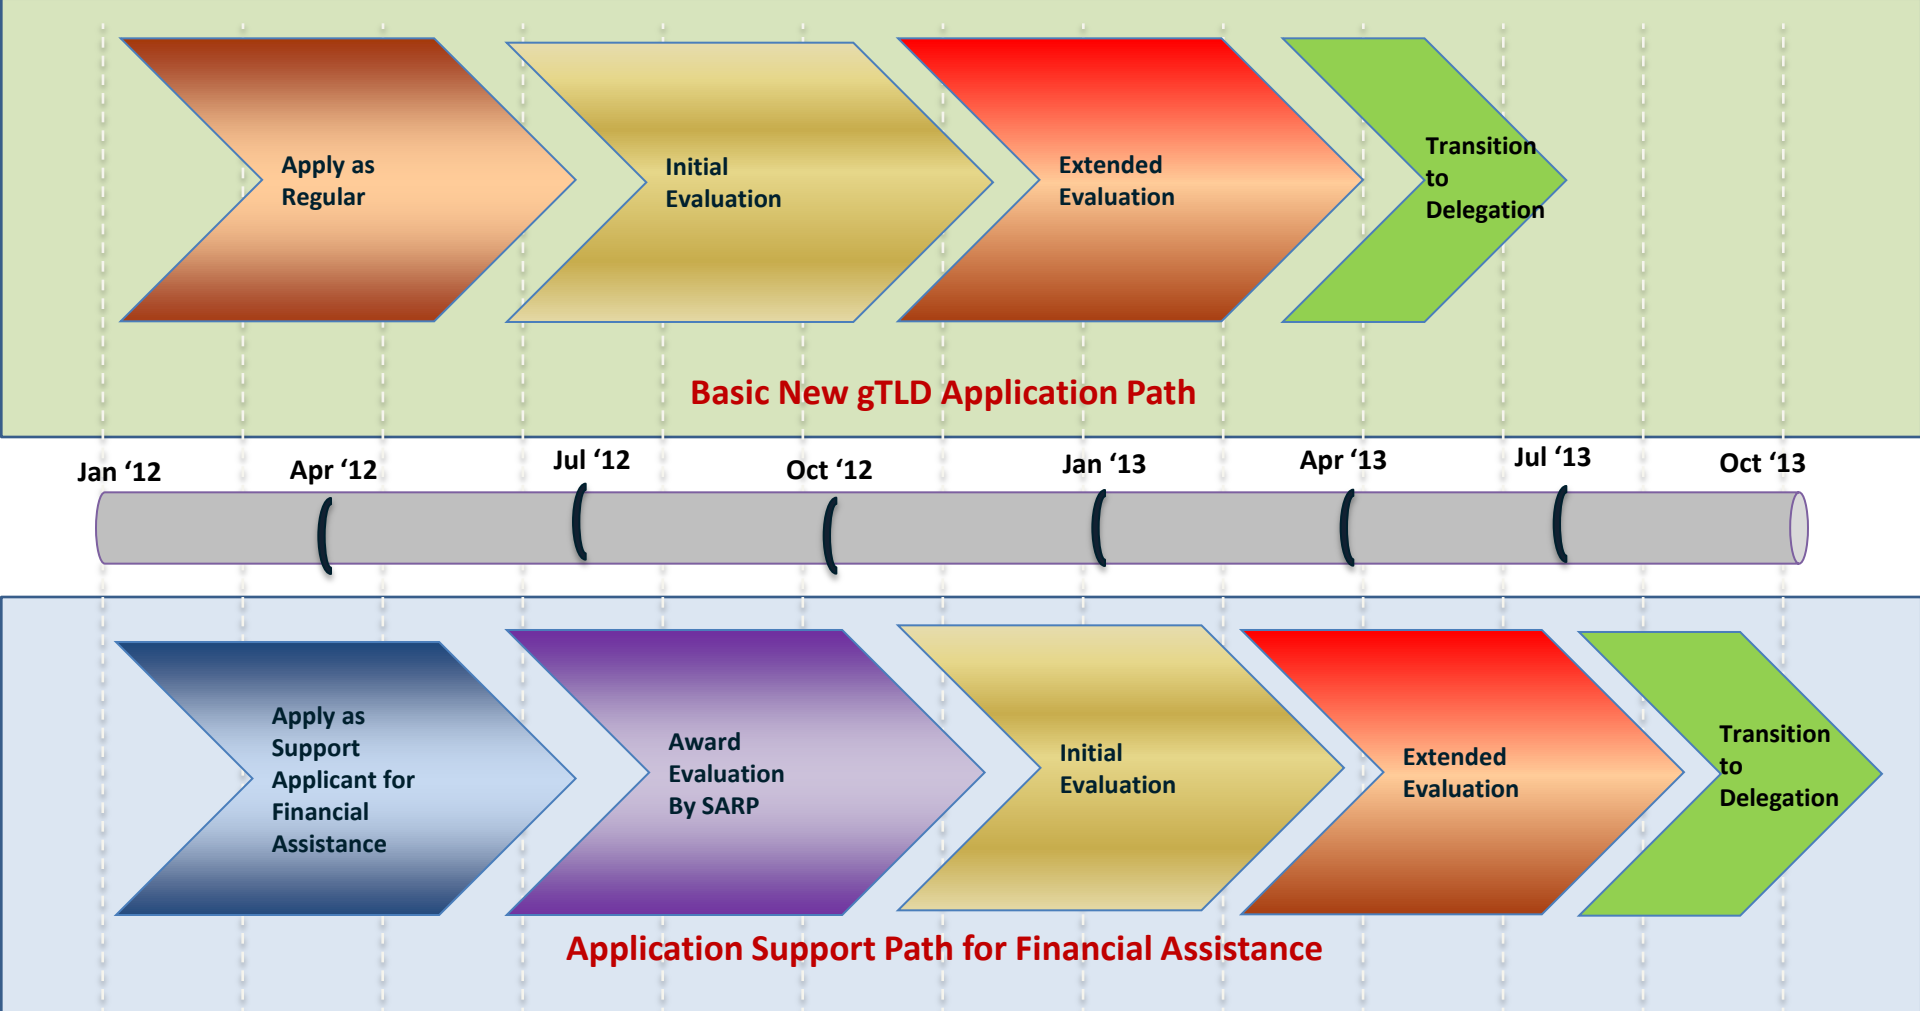 Apply as
Regular
Initial
Evaluation
Extended
Evaluation
Transition
to
Delegation
Basic New gTLD Application Path
Jan ‘12
Apr ‘12
Jul ‘12
Oct ‘12
Jan ‘13
Apr ‘13
Jul ‘13
Oct ‘13
Apply as
Support
Applicant for
Financial
Assistance
Award
Evaluation
By SARP
Initial
Evaluation
Extended
Evaluation
Transition
to
Delegation
Application Support Path for Financial Assistance